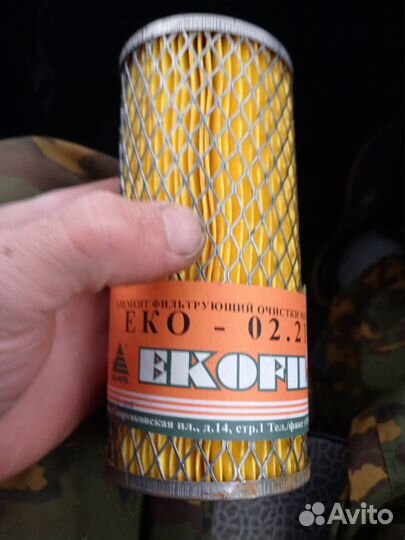 ЭЛЕМЕНТ ФИЛЬТРУЮЩИЙ ОЧИСТКИ
ЕКО - 02.2
EKOFIL
пл., д.14, стр.1 Тел./факс
Avito